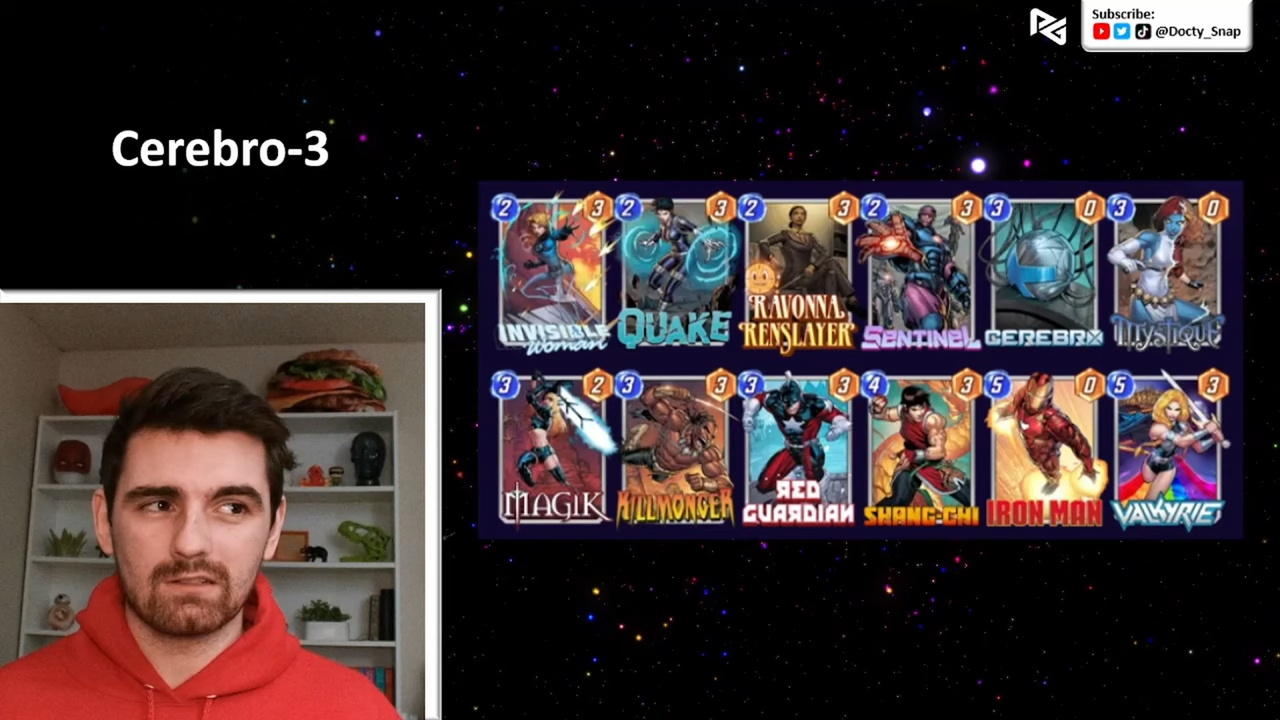 Subscribe:
@Docty_Snap
Cerebro-3
2 3 2 3 2 3 2 3 3 0 3 0
INVISIBLE Woman QUAKE RAVONNA RENSLAYER SENTINEL CEREBRO MYSTIQUE
3 2 3 3 3 3 4 3 5 0 5 3
MAGIK KILLMONGER RED GUARDIAN SHANG-CHI IRON MAN VALKYRIE